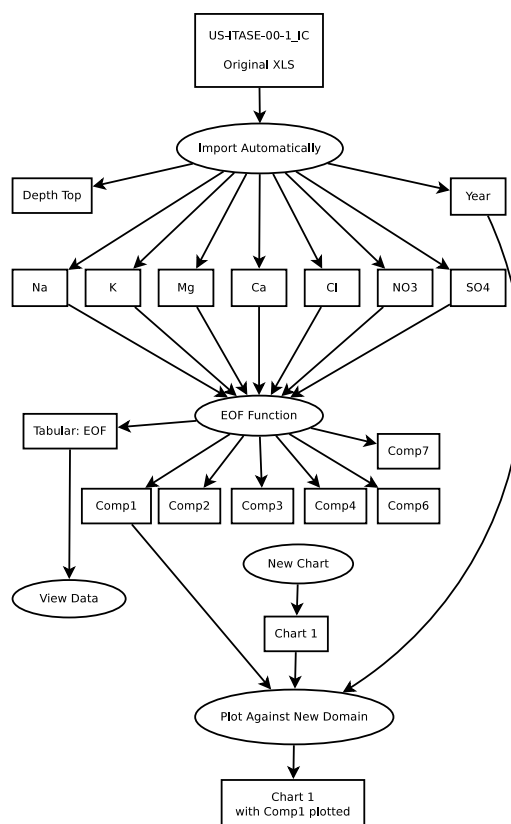 US-ITASE-00-1_IC
Original XLS
Import Automatically
Depth Top
Year
Na
K
Mg
Ca
Cl
NO3
SO4
EOF Function
Tabular: EOF
Comp7
Comp1
Comp2
Comp3
Comp4
Comp6
New Chart
View Data
Chart 1
Plot Against New Domain
Chart 1
with Comp1 plotted